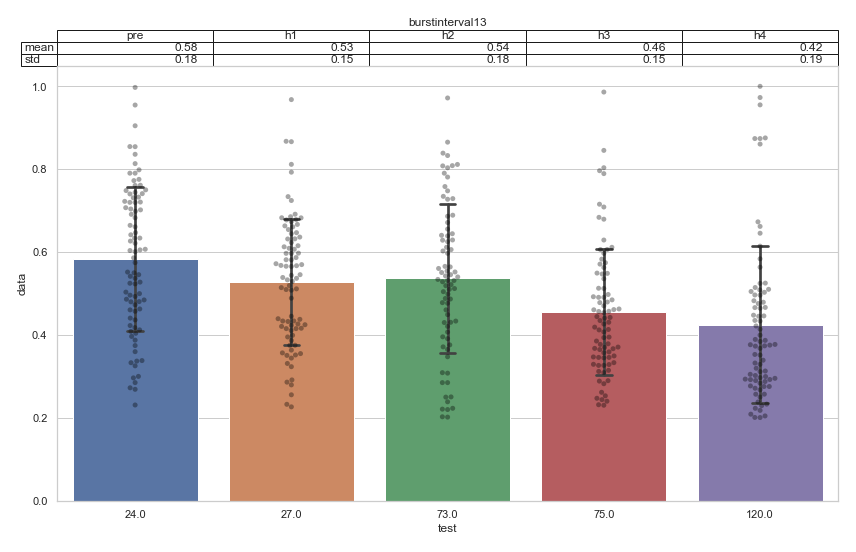 burstinterval13
pre h1 h2 h3 h4
mean 0.58 0.53 0.54 0.46 0.42
std 0.18 0.15 0.18 0.15 0.19
1.0
0.8
0.6
data
0.4
0.2
0.0
24.0 27.0 73.0 75.0 120.0
test